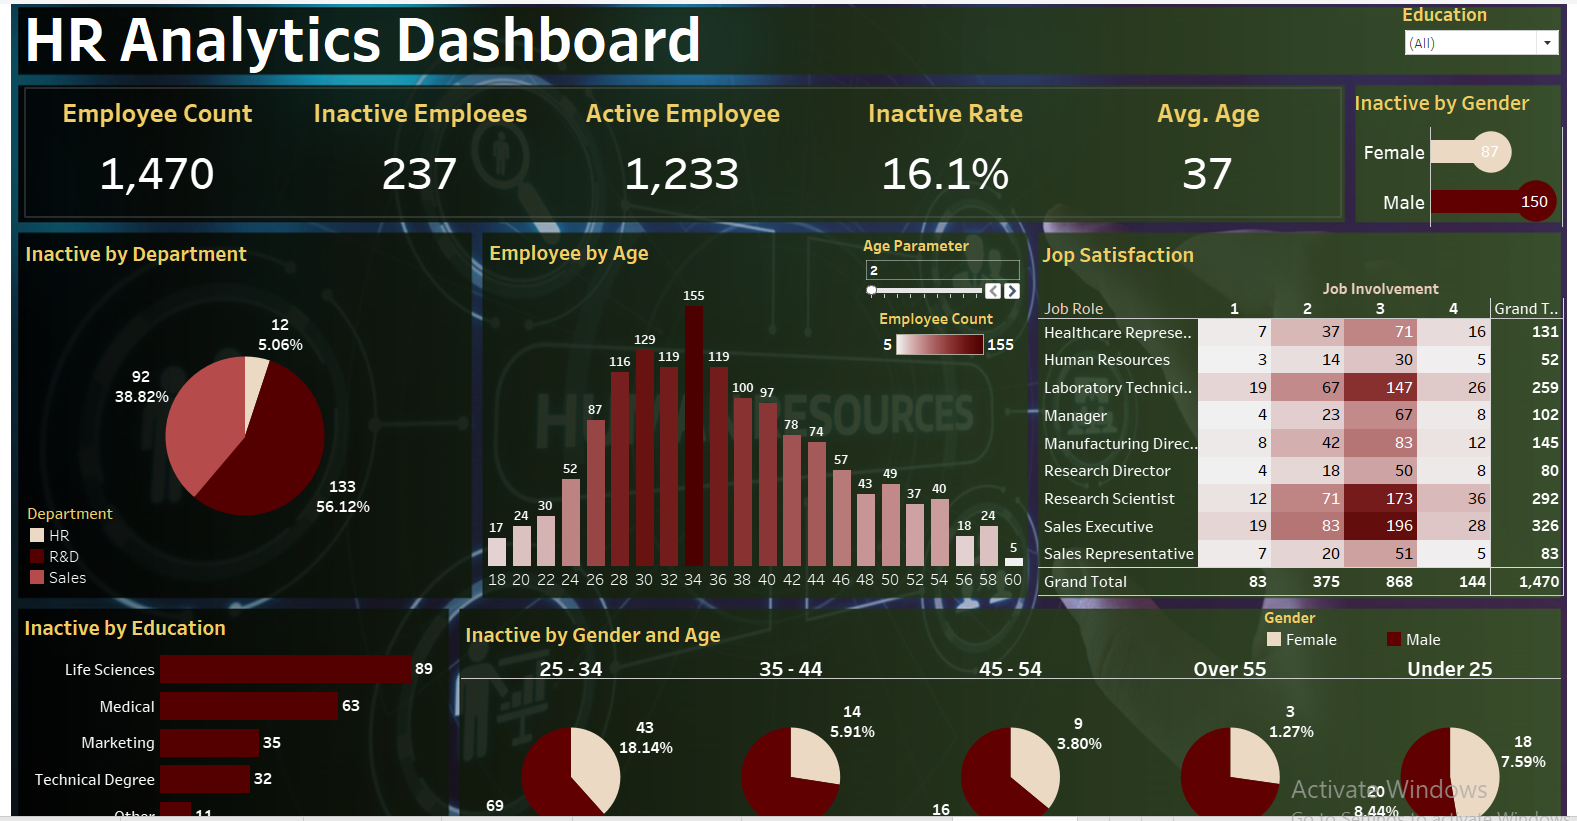 HR Analytics Dashboard
Education
(All)
Employee Count
Inactive Emploees
Active Employee
Inactive Rate
Avg. Age
1,470
237
1,233
16.1%
37
Inactive by Gender
Female
87
Male
150
Inactive by Department
12
5.06%
92
38.82%
133
56.12%
Department
HR
R&D
Sales
Employee by Age
Age Parameter
2
Employee Count
5
155
HUMAN RESOURCES
17 24 30 52 87 116 129 119 155 119 100 97 78 74 57 43 49 37 40 18 24 5
18 20 22 24 26 28 30 32 34 36 38 40 42 44 46 48 50 52 54 56 58 60
Jop Satisfaction
Job Involvement
Job Role 1 2 3 4 Grand T..
Healthcare Represe.. 7 37 71 16 131
Human Resources 3 14 30 5 52
Laboratory Technici.. 19 67 147 26 259
Manager 4 23 67 8 102
Manufacturing Direc.. 8 42 83 12 145
Research Director 4 18 50 8 80
Research Scientist 12 71 173 36 292
Sales Executive 19 83 196 28 326
Sales Representative 7 20 51 5 83
Grand Total 83 375 868 144 1,470
Inactive by Education
Life Sciences 89
Medical 63
Marketing 35
Technical Degree 32
Other 11
Inactive by Gender and Age
Gender
Female
Male
25 - 34
35 - 44
45 - 54
Over 55
Under 25
43
18.14%
69
14
5.91%
9
3.80%
16
3
1.27%
18
7.59%
20
8.44%
Activate Windows
Go to Settings to activate Windows